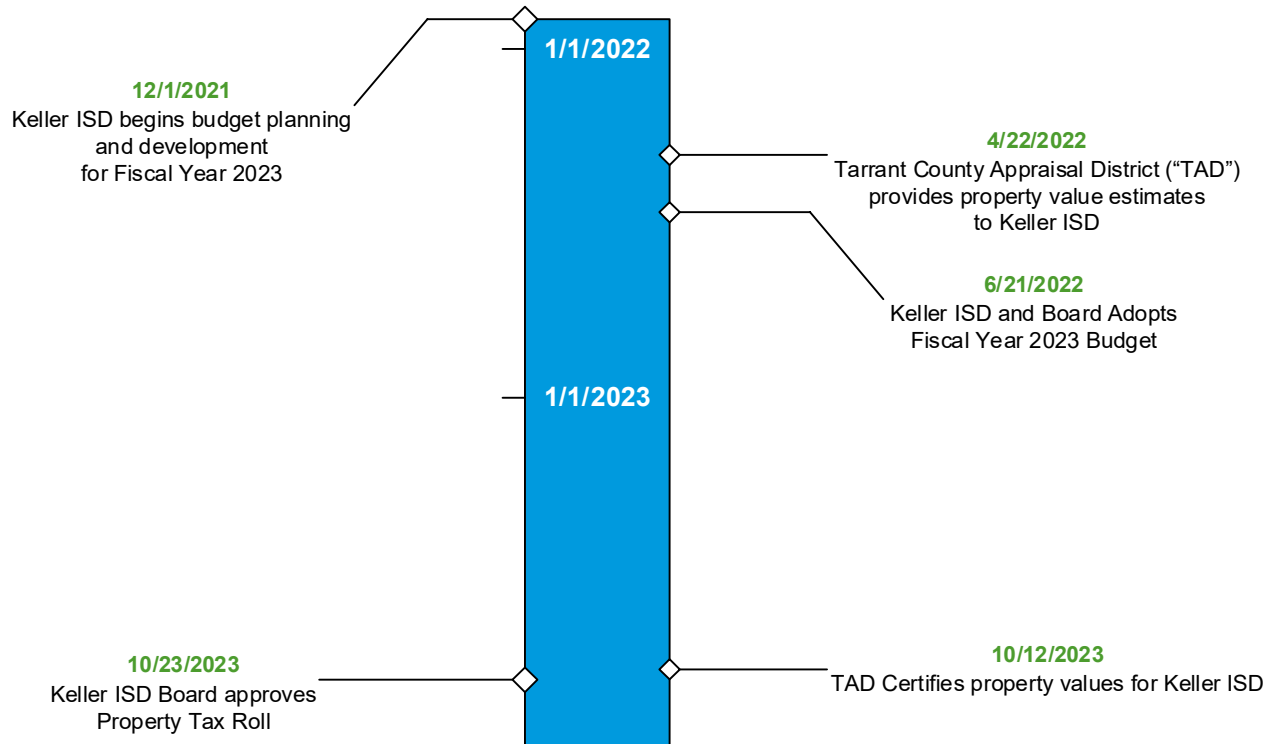 1/1/2022
12/1/2021
Keller ISD begins budget planning
and development
for Fiscal Year 2023
4/22/2022
Tarrant County Appraisal District (“TAD”)
provides property value estimates
to Keller ISD
6/21/2022
Keller ISD and Board Adopts
Fiscal Year 2023 Budget
1/1/2023
10/12/2023
TAD Certifies property values for Keller ISD
10/23/2023
Keller ISD Board approves
Property Tax Roll